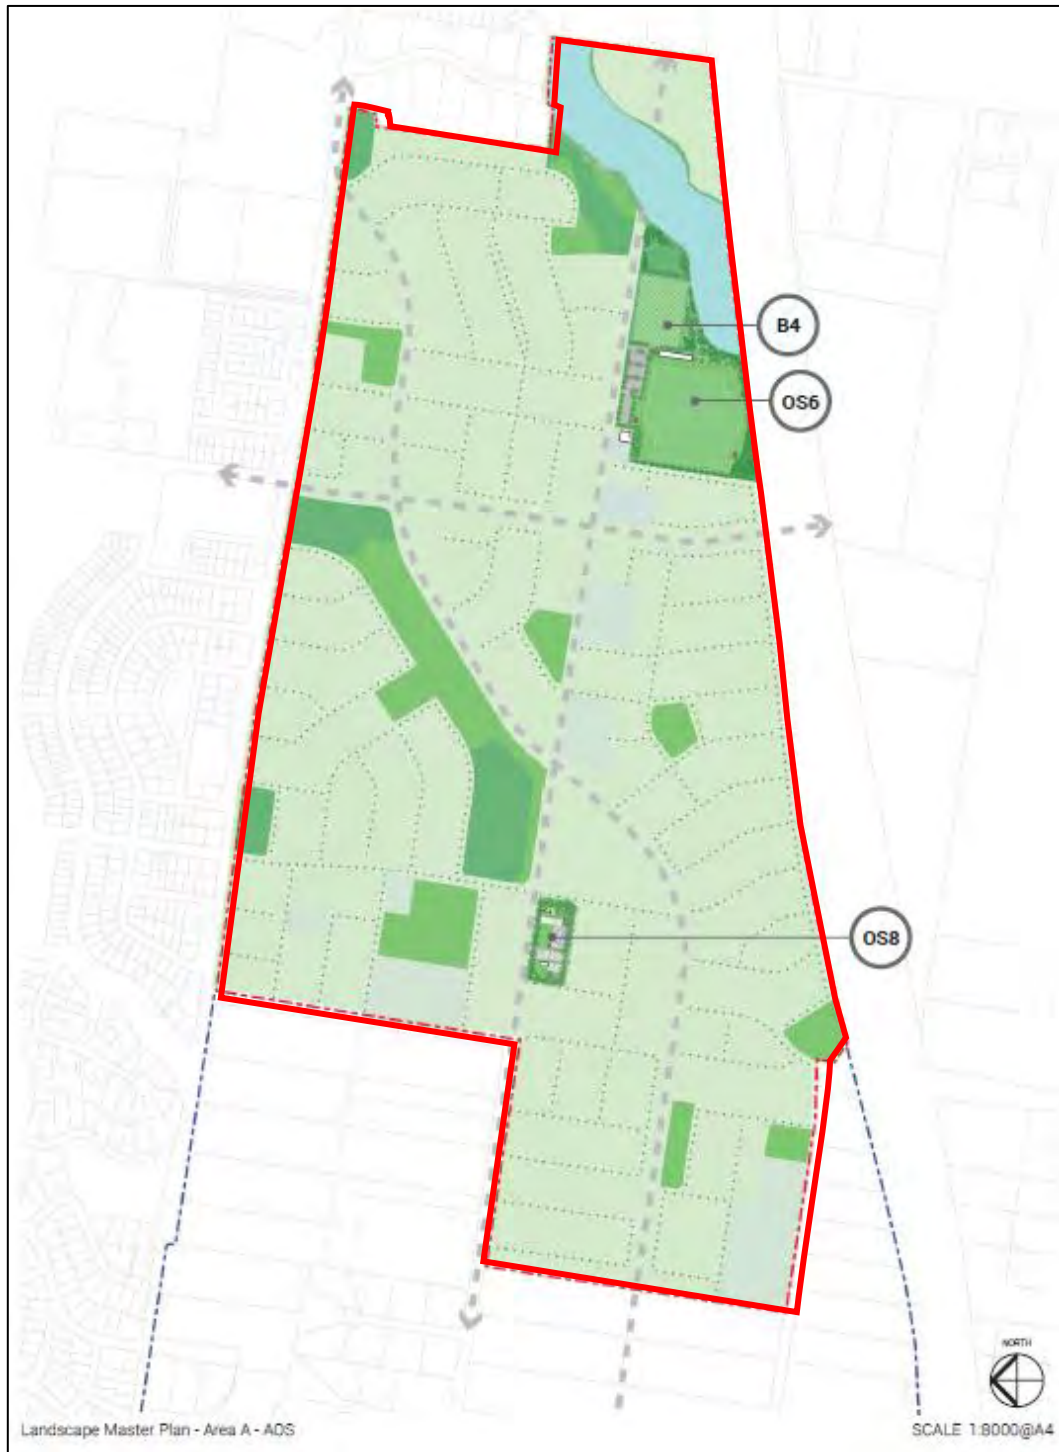 B4
OS6
OS8
NORTH
Landscape Master Plan - Area A - AOS
SCALE 1:8000@A4